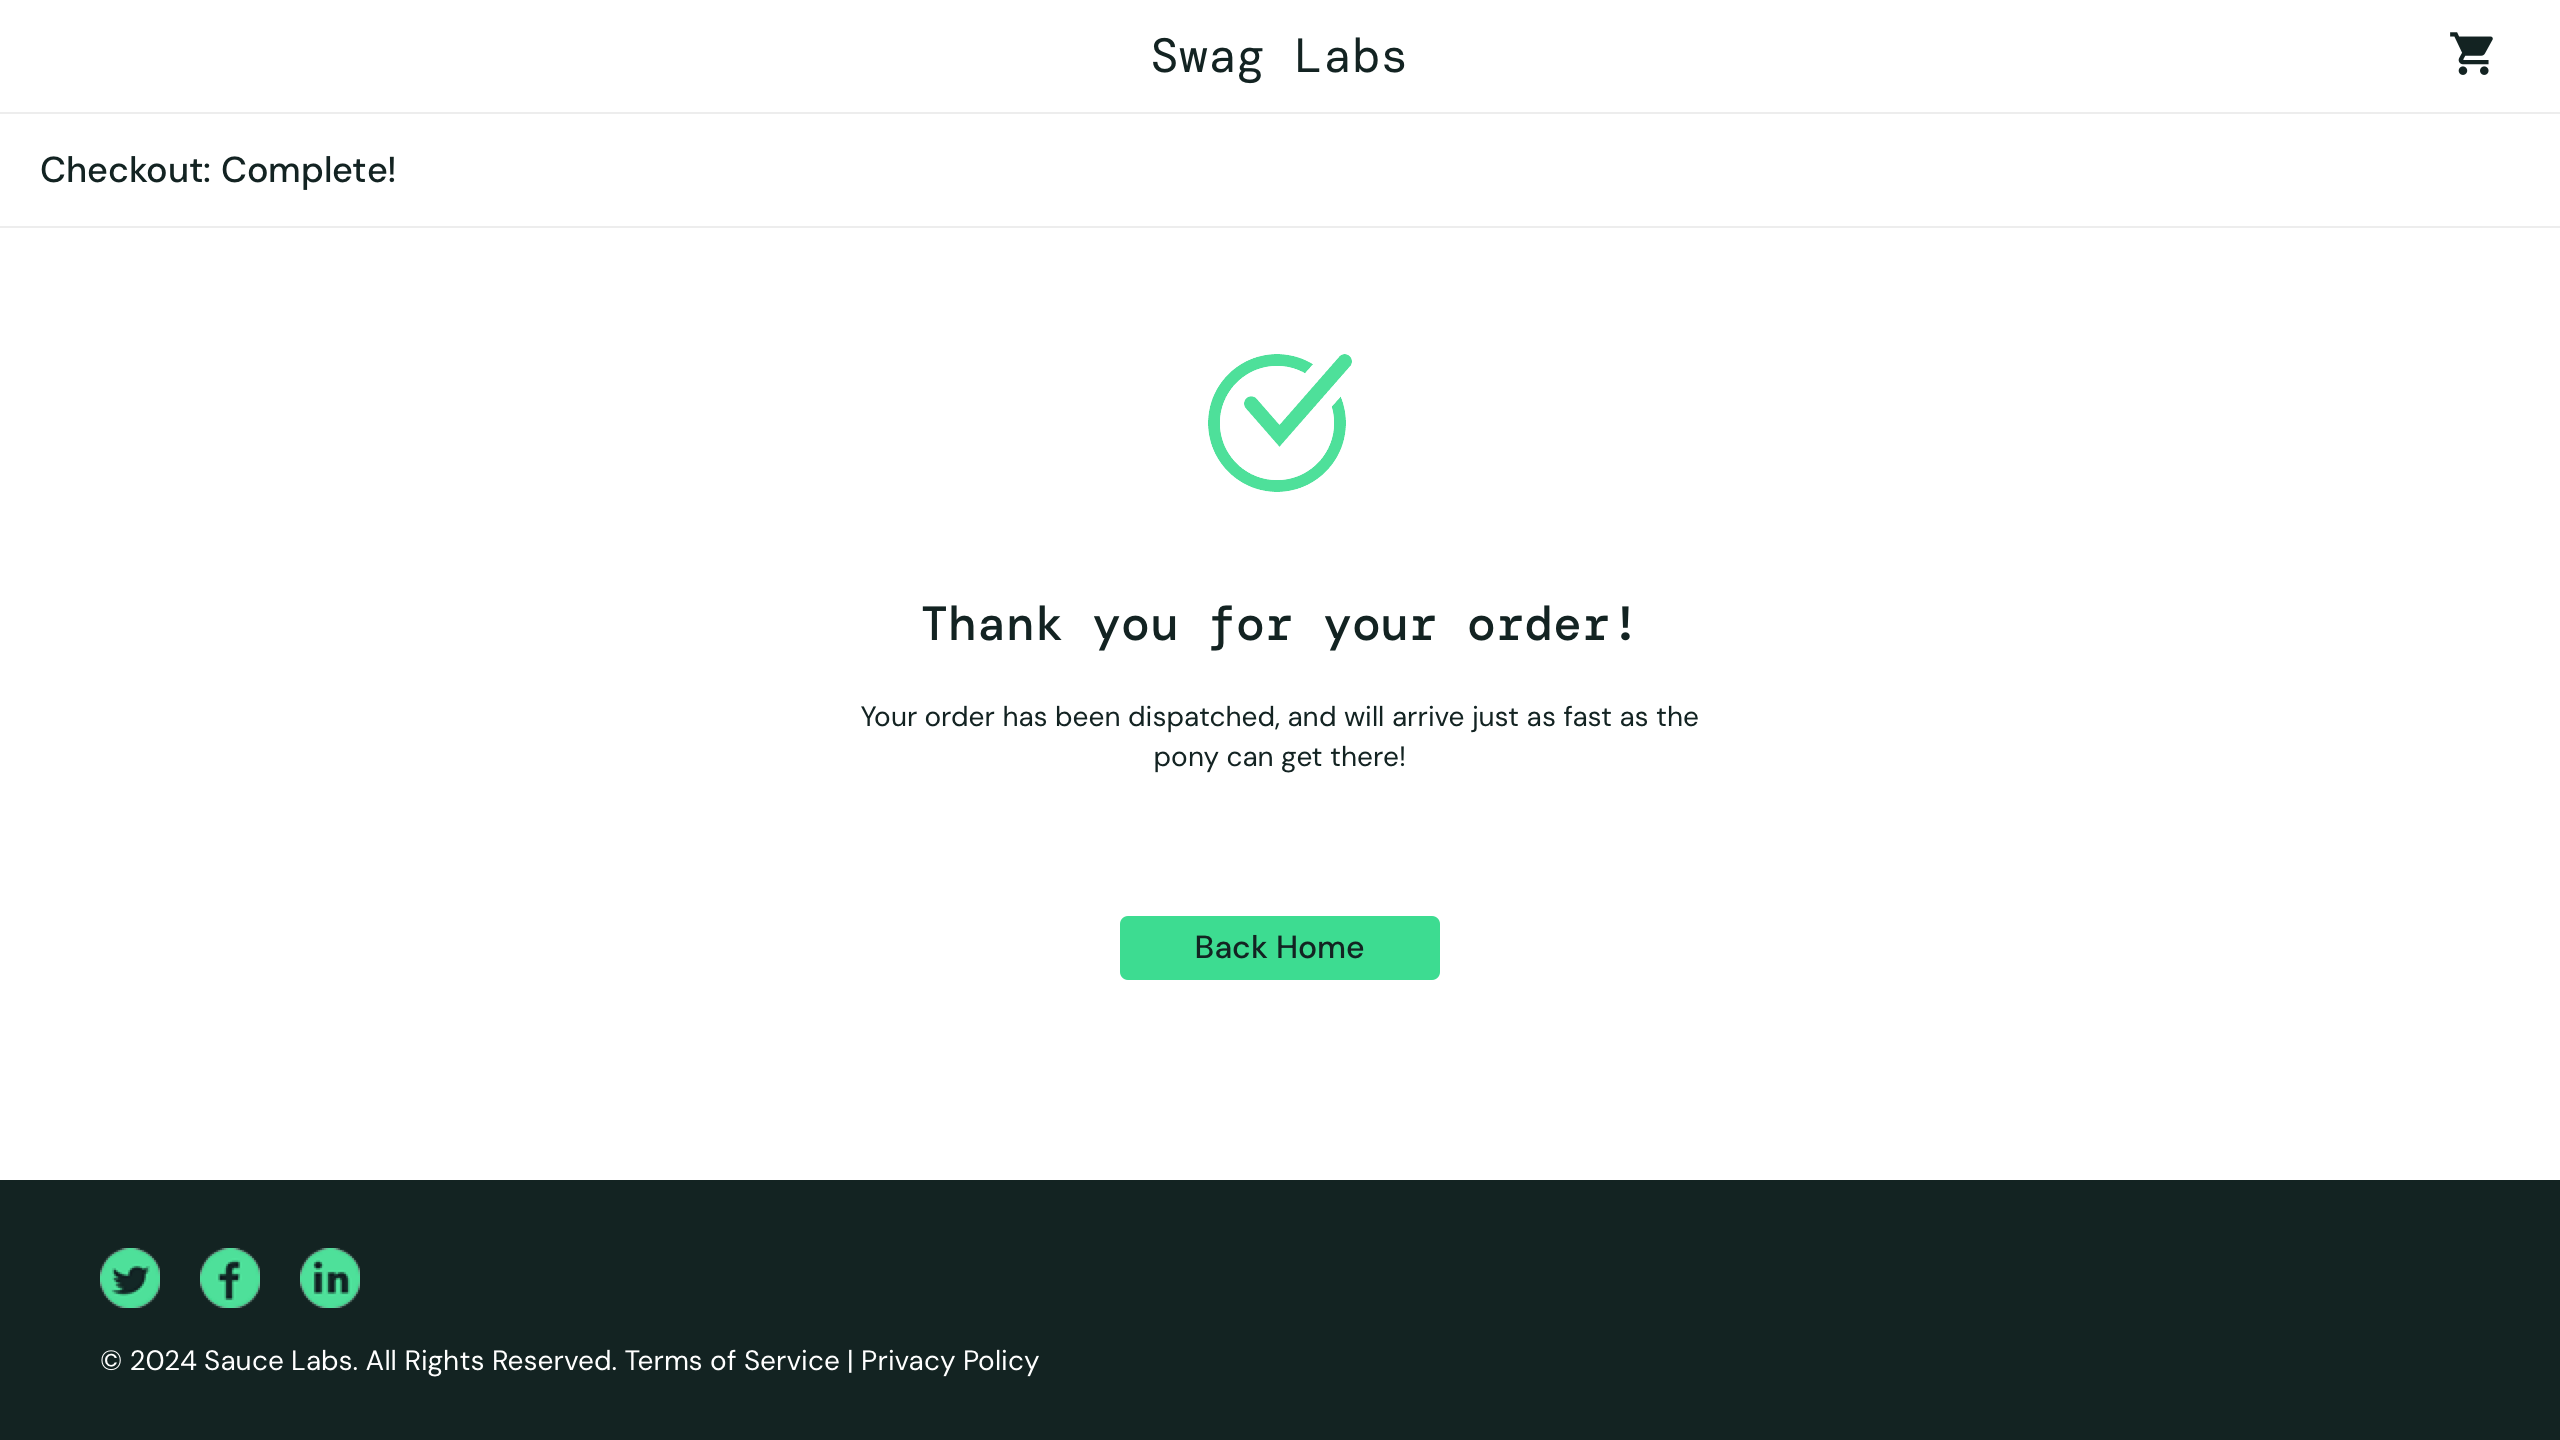 Swag Labs
Checkout: Complete!
Thank you for your order!
Your order has been dispatched, and will arrive just as fast as the
pony can get there!
Back Home
© 2024 Sauce Labs. All Rights Reserved. Terms of Service | Privacy Policy